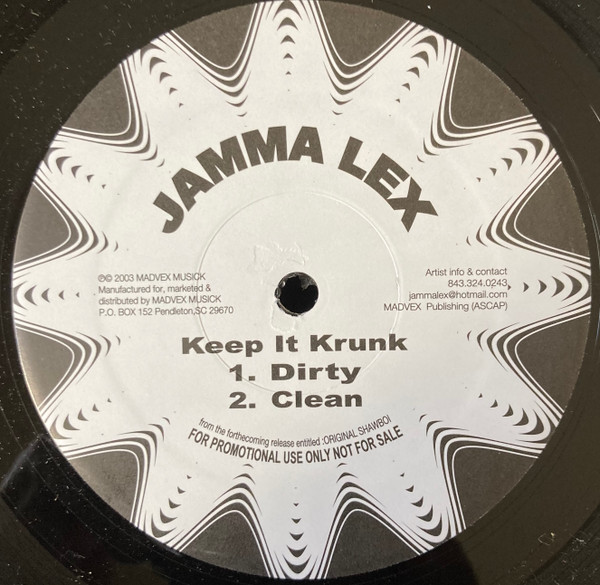 JAMMA LEX
℗© 2003 MADVEX MUSICK
Manufactured for, marketed &
distributed by MADVEX MUSICK
P.O. BOX 152 Pendleton,SC 29670
Artist info & contact
843.324.0243
jammalex@hotmail.com
MADVEX Publishing (ASCAP)
Keep It Krunk
1. Dirty
2. Clean
from the forthcoming release entitled :ORIGINAL SHAWBOI
FOR PROMOTIONAL USE ONLY NOT FOR SALE